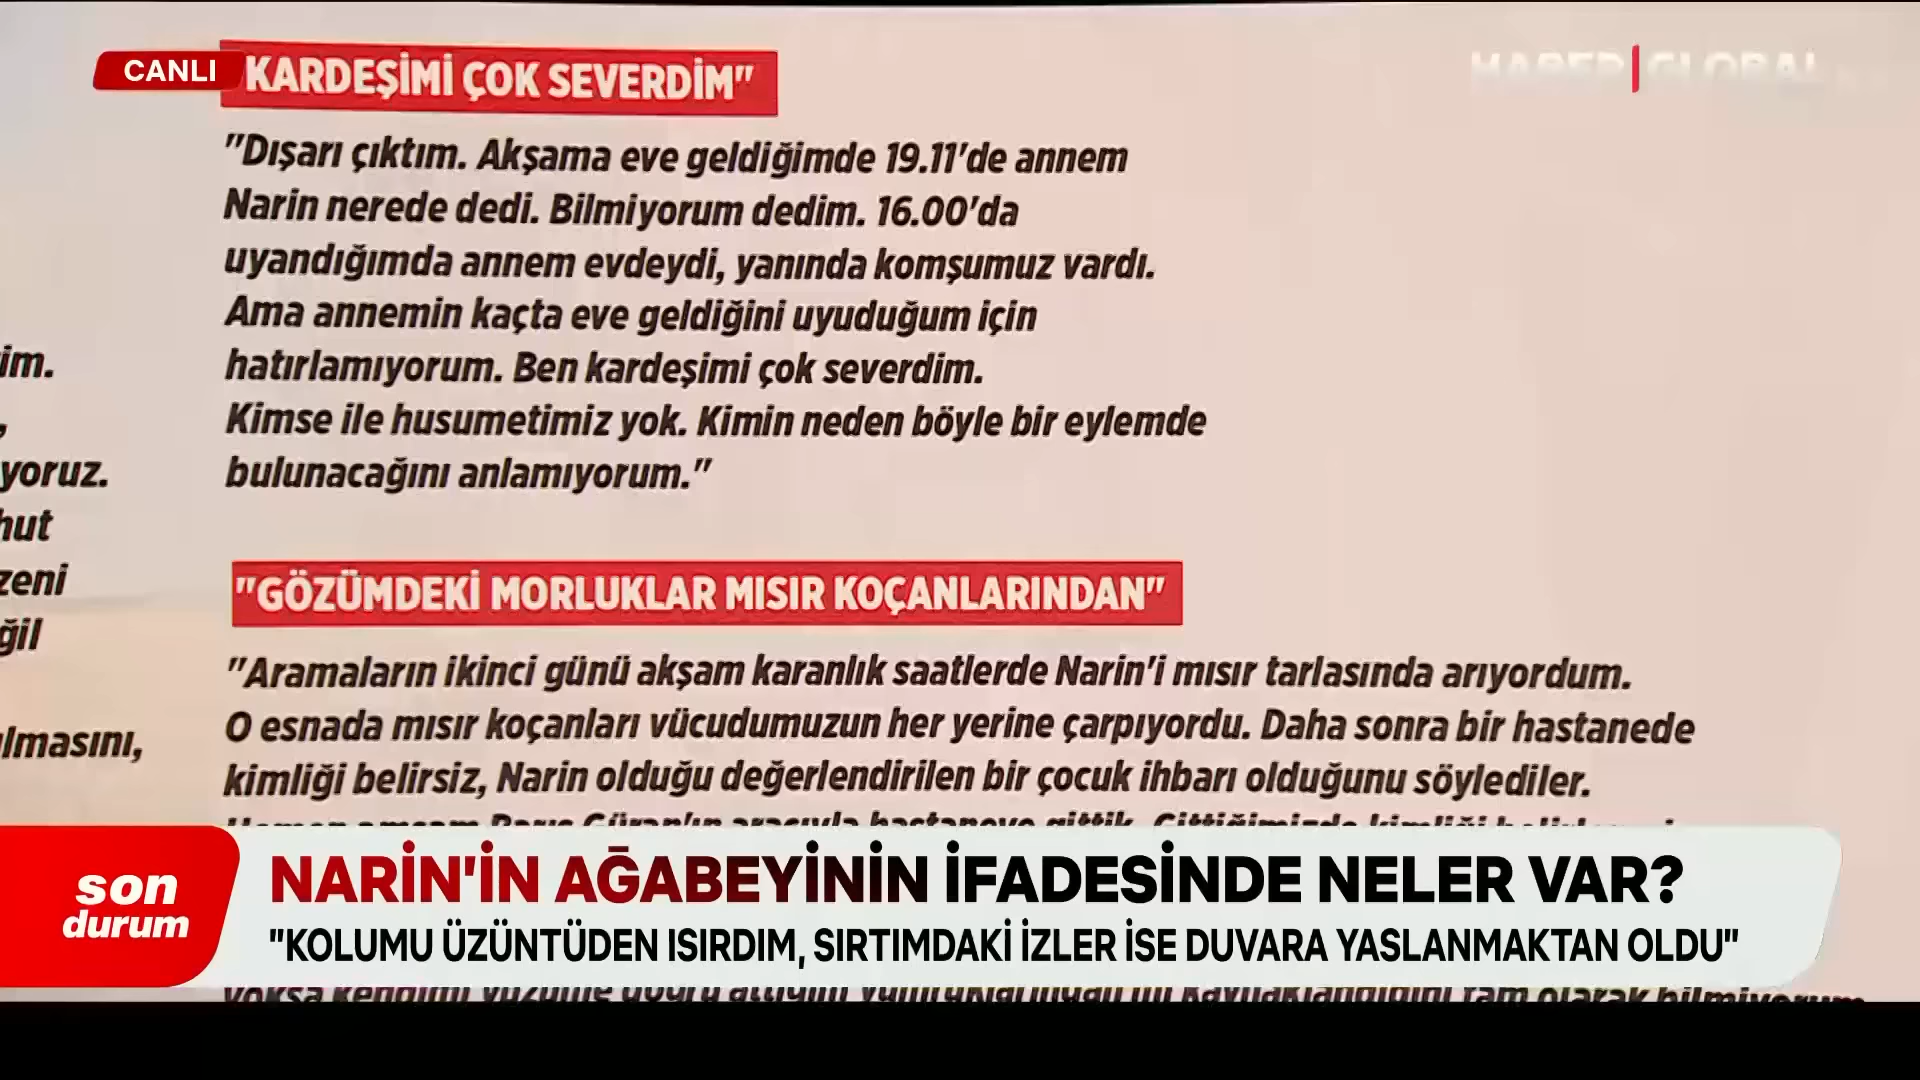 CANLI
HABER GLOBAL
KARDEŞİMİ ÇOK SEVERDİM"
"Dışarı çıktım. Akşama eve geldiğimde 19.11'de annem
Narin nerede dedi. Bilmiyorum dedim. 16.00'da
uyandığımda annem evdeydi, yanında komşumuz vardı.
Ama annemin kaçta eve geldiğini uyuduğum için
hatırlamıyorum. Ben kardeşimi çok severdim.
Kimse ile husumetimiz yok. Kimin neden böyle bir eylemde
bulunacağını anlamıyorum."
im.
,
yoruz.
hut
zeni
ğil
lmasını,
"GÖZÜMDEKİ MORLUKLAR MISIR KOÇANLARINDAN"
"Aramaların ikinci günü akşam karanlık saatlerde Narin'i mısır tarlasında arıyordum.
O esnada mısır koçanları vücudumuzun her yerine çarpıyordu. Daha sonra bir hastanede
kimliği belirsiz, Narin olduğu değerlendirilen bir çocuk ihbarı olduğunu söylediler.
son
durum
NARİN'İN AĞABEYİNİN İFADESİNDE NELER VAR?
"KOLUMU ÜZÜNTÜDEN ISIRDIM, SIRTIMDAKİ İZLER İSE DUVARA YASLANMAKTAN OLDU"